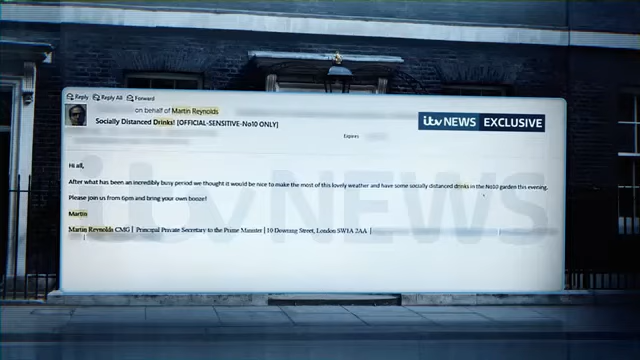 Reply Reply All Forward
on behalf of Martin Reynolds
Socially Distanced Drinks! [OFFICIAL-SENSITIVE-No10 ONLY]
itv NEWS EXCLUSIVE
Expires
Hi all,
After what has been an incredibly busy period we thought it would be nice to make the most of this lovely weather and have some socially distanced drinks in the No10 garden this evening.
Please join us from 6pm and bring your own booze!
Martin
Martin Reynolds CMG | Principal Private Secretary to the Prime Minister | 10 Downing Street, London SW1A 2AA |
itv NEWS